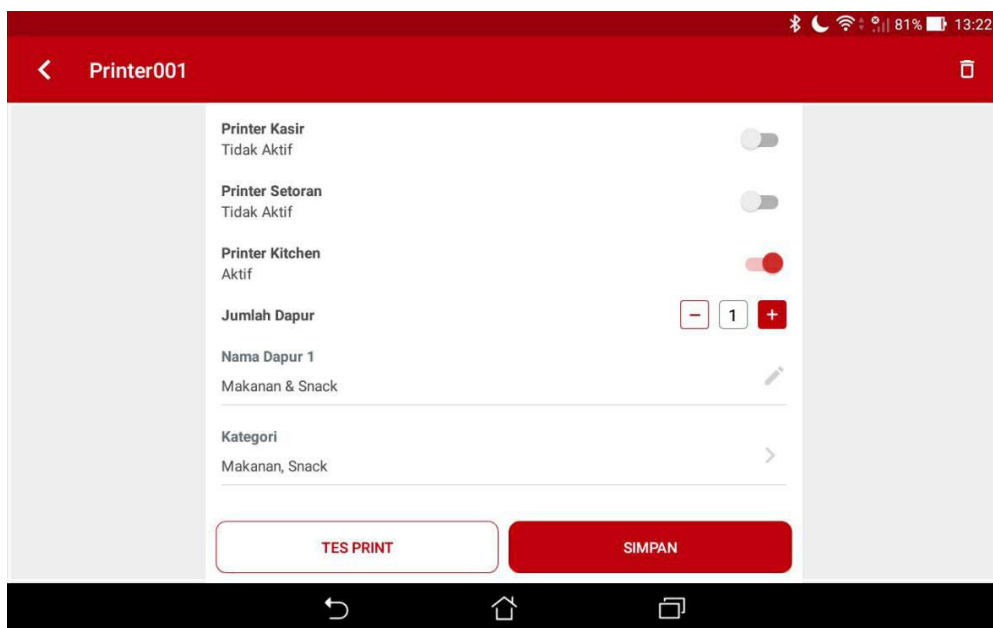 81% 13:22
Printer001
Printer Kasir
Tidak Aktif
Printer Setoran
Tidak Aktif
Printer Kitchen
Aktif
Jumlah Dapur
− 1 +
Nama Dapur 1
Makanan & Snack
Kategori
Makanan, Snack
TES PRINT
SIMPAN